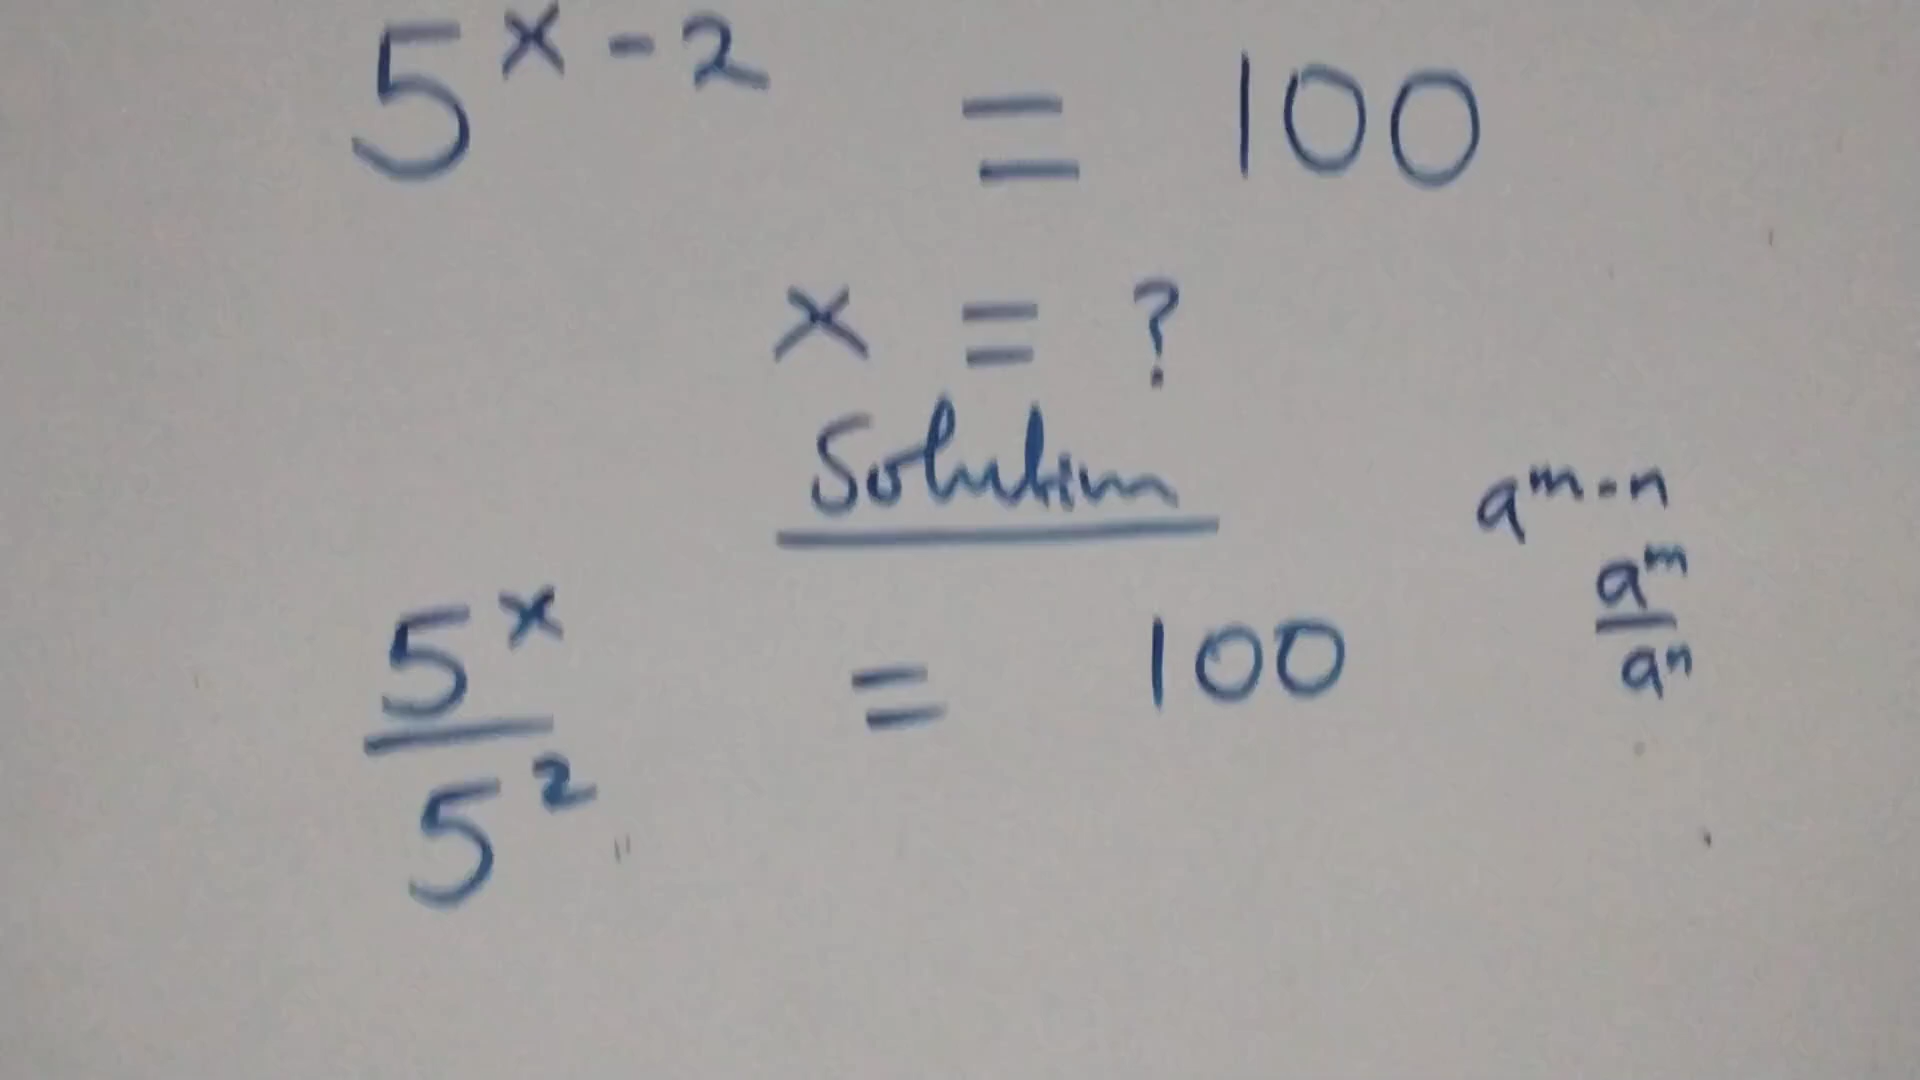 5^{x-2} = 100
x = ?
Solution
a^{m-n}
a^m/a^n
5^x/5^2 = 100